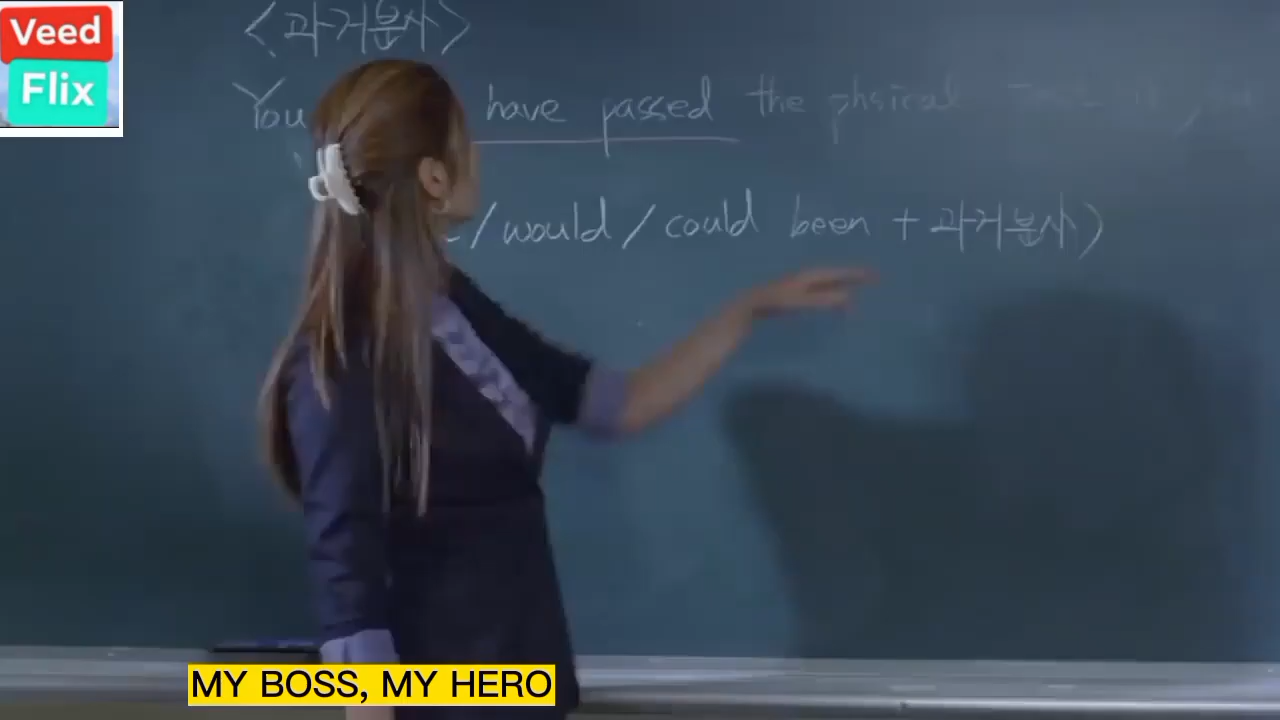 Veed
Flix
<과거분사>
You have passed the phsical
/would/could been + 과거분사)
MY BOSS, MY HERO